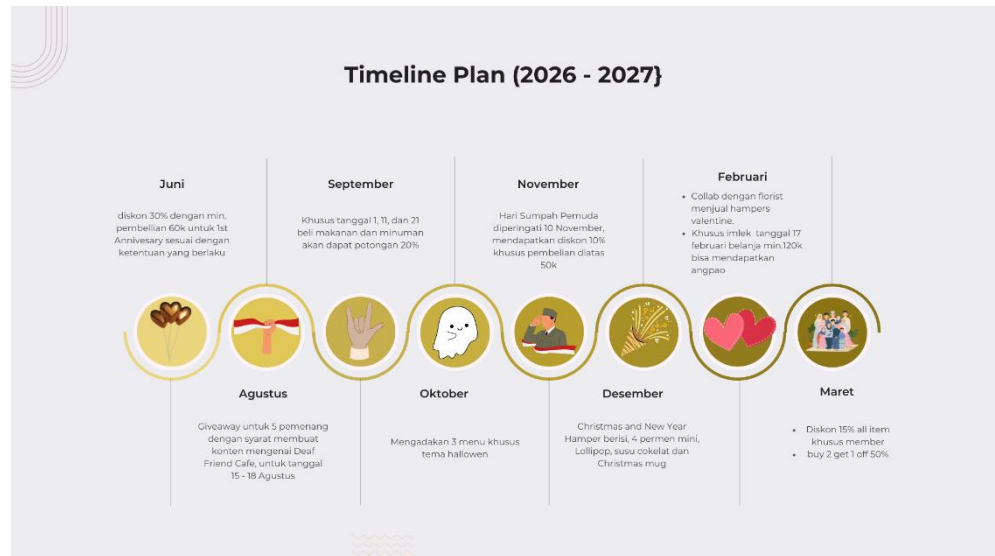 Timeline Plan (2026 - 2027}
Juni
diskon 30% dengan min.
pembellian 60k untuk 1st
Annivesary sesuai dengan
ketentuan yang berlaku
Agustus
Giveaway untuk 5 pemenang
dengan syarat membuat
konten mengenai Deaf
Friend Cafe, untuk tanggal
15 - 18 Agustus
September
Khusus tanggal 1, 11, dan 21
beli makanan dan minuman
akan dapat potongan 20%
Oktober
Mengadakan 3 menu khusus
tema hallowen
November
Hari Sumpah Pemuda
diperingati 10 November,
mendapatkan diskon 10%
khusus pembelian diatas
50k
Desember
Christmas and New Year
Hamper berisi, 4 permen mini,
Lollipop, susu cokelat dan
Christmas mug
Februari
• Collab dengan florist
menjual hampers
valentine.
• Khusus imlek tanggal 17
februari belanja min.120k
bisa mendapatkan
angpao
Maret
• Diskon 15% all item
khusus member
• buy 2 get 1 off 50%